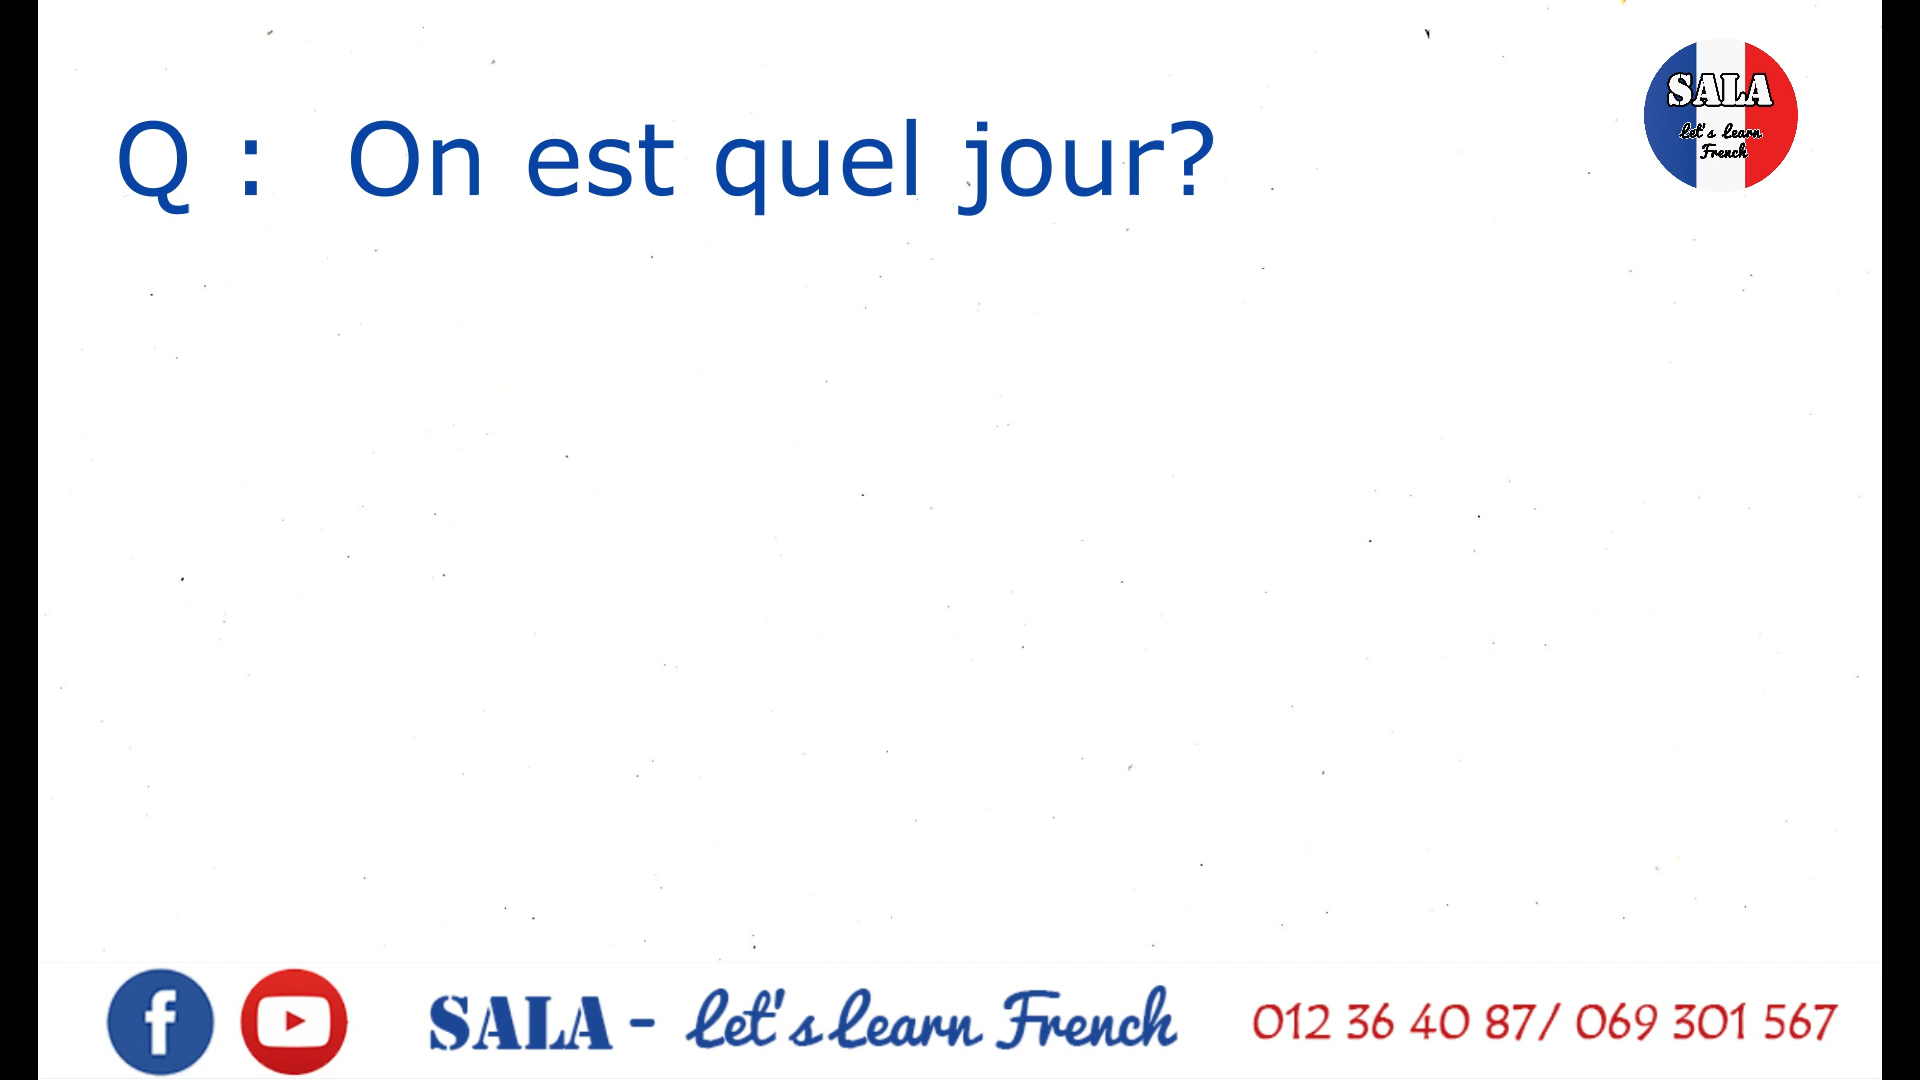 Q :  On est quel jour?
SALA
Let's Learn
French
SALA - Let's Learn French
012 36 40 87/ 069 301 567